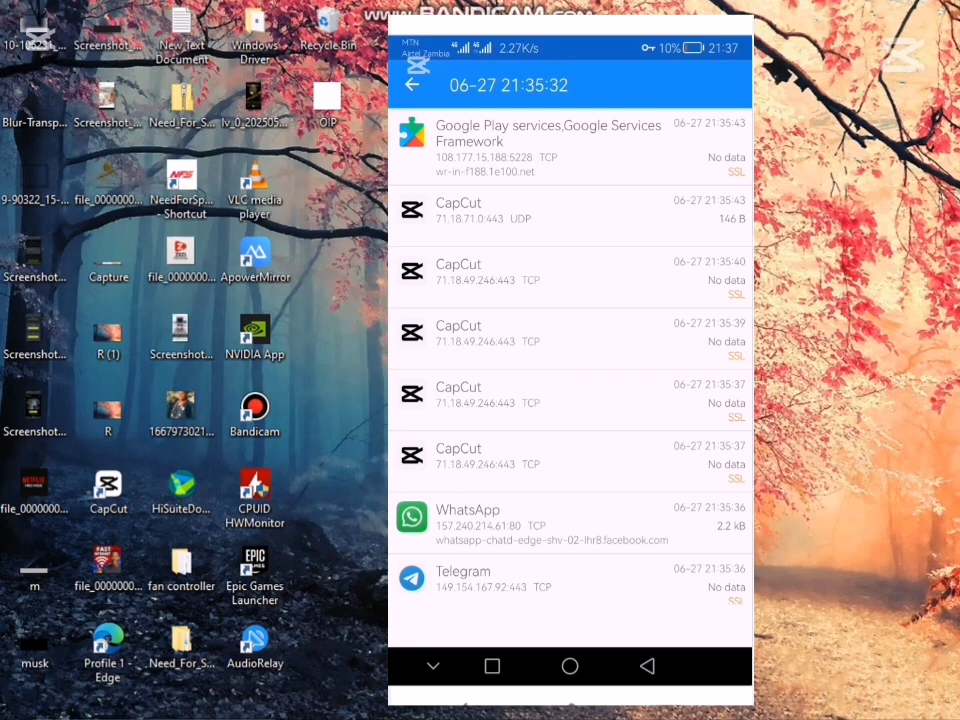 www.BANDICAM.com
10-105231_...
Screenshot_...
New Text
Document
Windows
Driver
Recycle Bin
Blur-Transp...
Screenshot_...
Need_For_S...
lv_0_202505...
OIP
9-90322_15-...
file_0000000...
NeedForSp...
- Shortcut
VLC media
player
Screenshot...
Capture
file_0000000...
ApowerMirror
Screenshot...
R (1)
Screenshot...
NVIDIA App
Screenshot...
R
1667973021...
Bandicam
file_0000000...
CapCut
HiSuiteDo...
CPUID
HWMonitor
m
file_0000000...
fan controller
Epic Games
Launcher
musk
Profile 1 -
Edge
Need_For_S...
AudioRelay
MTN
Airtel Zambia
2.27K/s
10%
21:37
06-27 21:35:32
Google Play services,Google Services
Framework
06-27 21:35:43
108.177.15.188:5228 TCP
No data
wr-in-f188.1e100.net
SSL
CapCut
06-27 21:35:43
71.18.71.0:443 UDP
146 B
CapCut
06-27 21:35:40
71.18.49.246:443 TCP
No data
SSL
CapCut
06-27 21:35:39
71.18.49.246:443 TCP
No data
SSL
CapCut
06-27 21:35:37
71.18.49.246:443 TCP
No data
SSL
CapCut
06-27 21:35:37
71.18.49.246:443 TCP
No data
SSL
WhatsApp
06-27 21:35:36
157.240.214.61:80 TCP
2.2 kB
whatsapp-chatd-edge-shv-02-lhr8.facebook.com
Telegram
06-27 21:35:36
149.154.167.92:443 TCP
No data
SSL